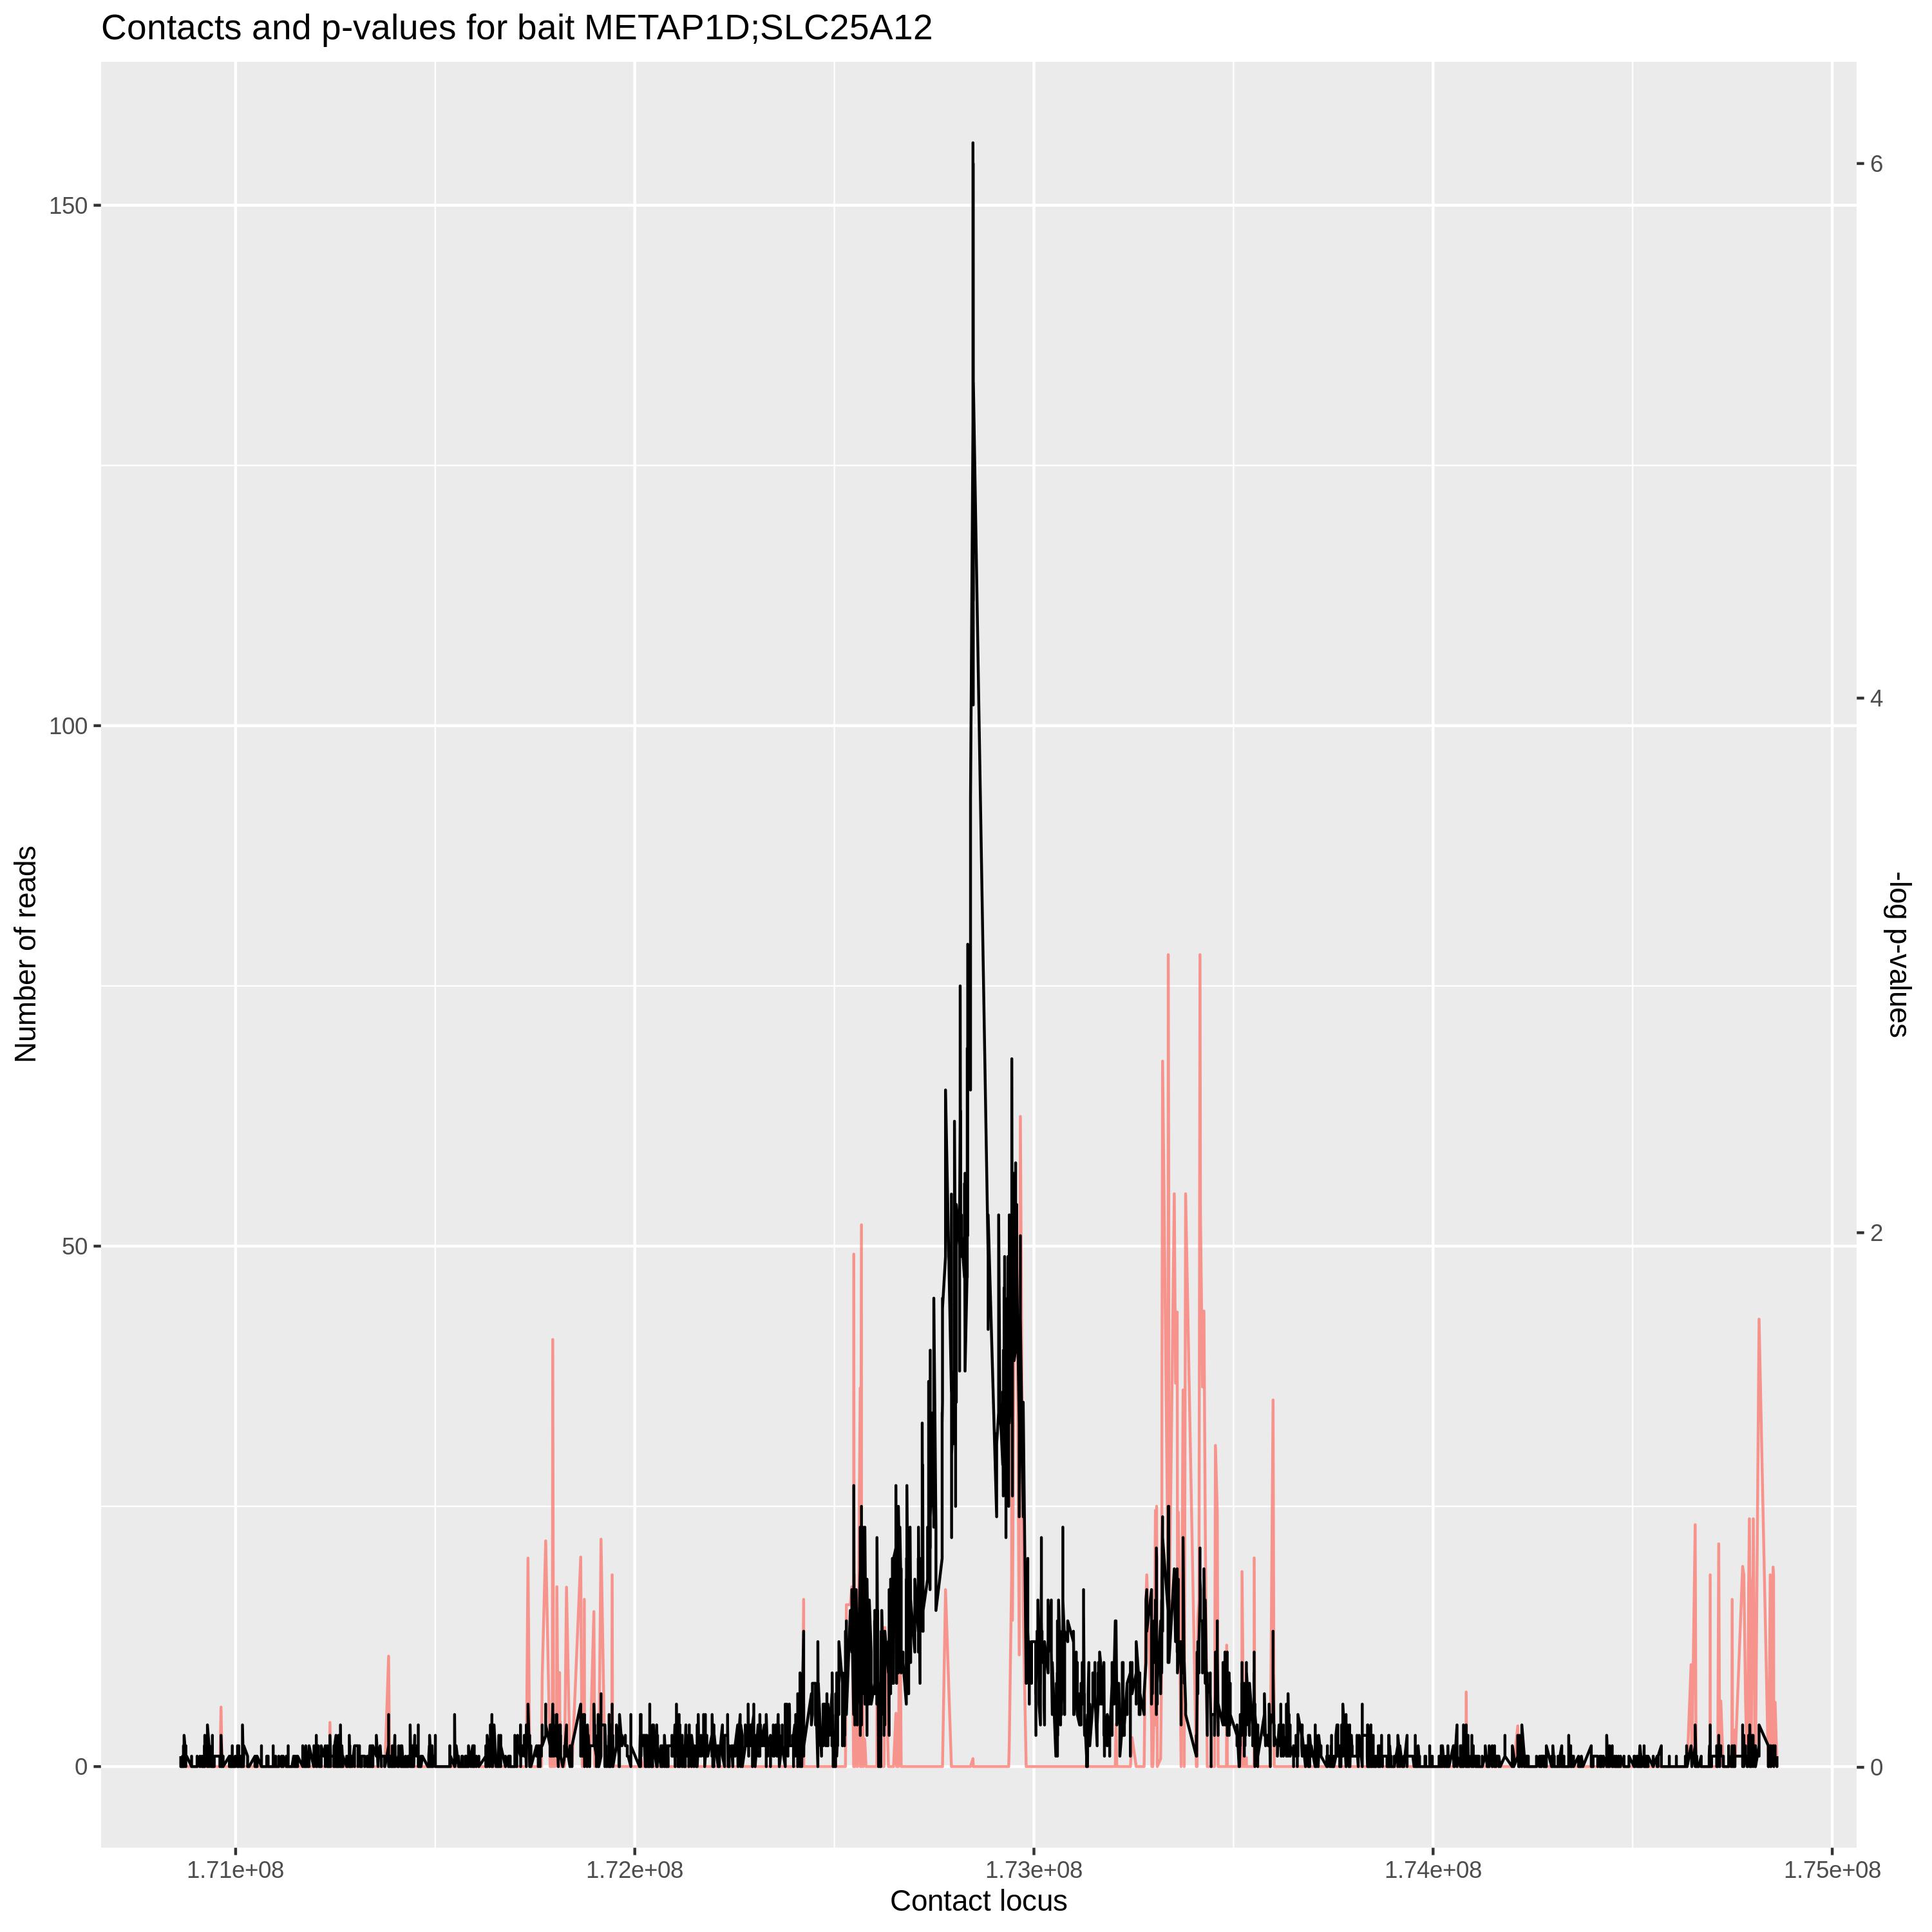 Contacts and p-values for bait METAP1D;SLC25A12
Number of reads
150
100
50
0
6
4
2
0
-log p-values
1.71e+08
1.72e+08
1.73e+08
1.74e+08
1.75e+08
Contact locus